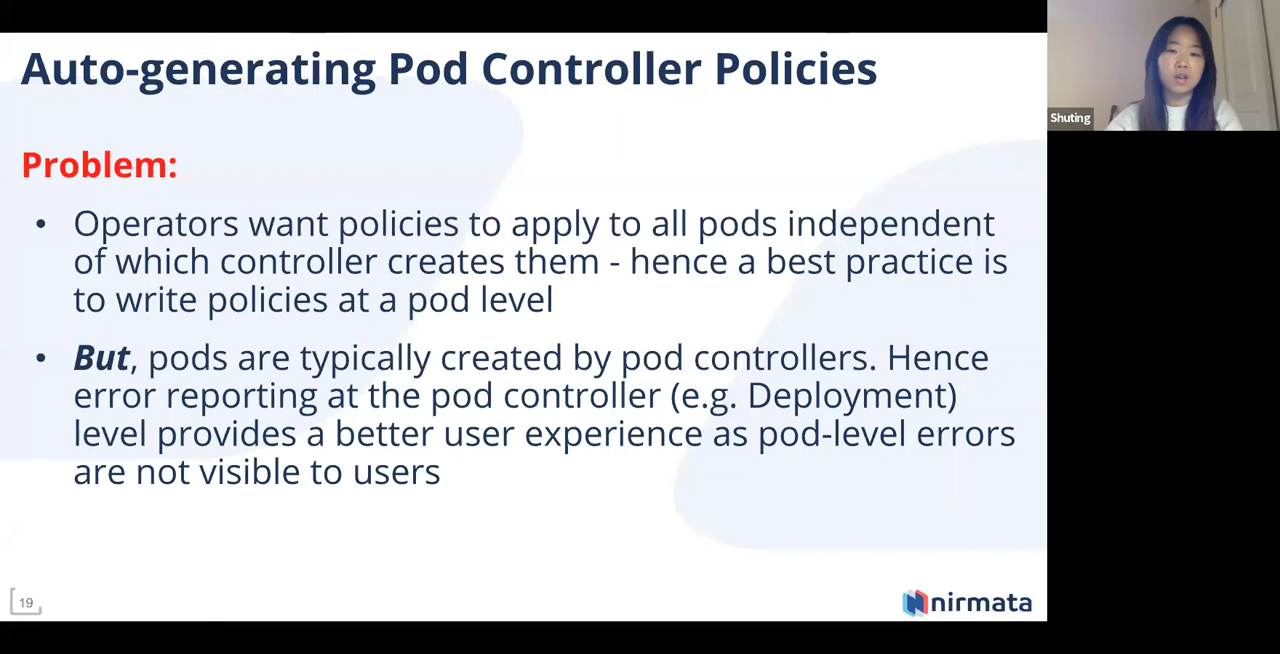 Auto-generating Pod Controller Policies
Shuting
Problem:
• Operators want policies to apply to all pods independent
of which controller creates them - hence a best practice is
to write policies at a pod level
• But, pods are typically created by pod controllers. Hence
error reporting at the pod controller (e.g. Deployment)
level provides a better user experience as pod-level errors
are not visible to users
19
nirmata